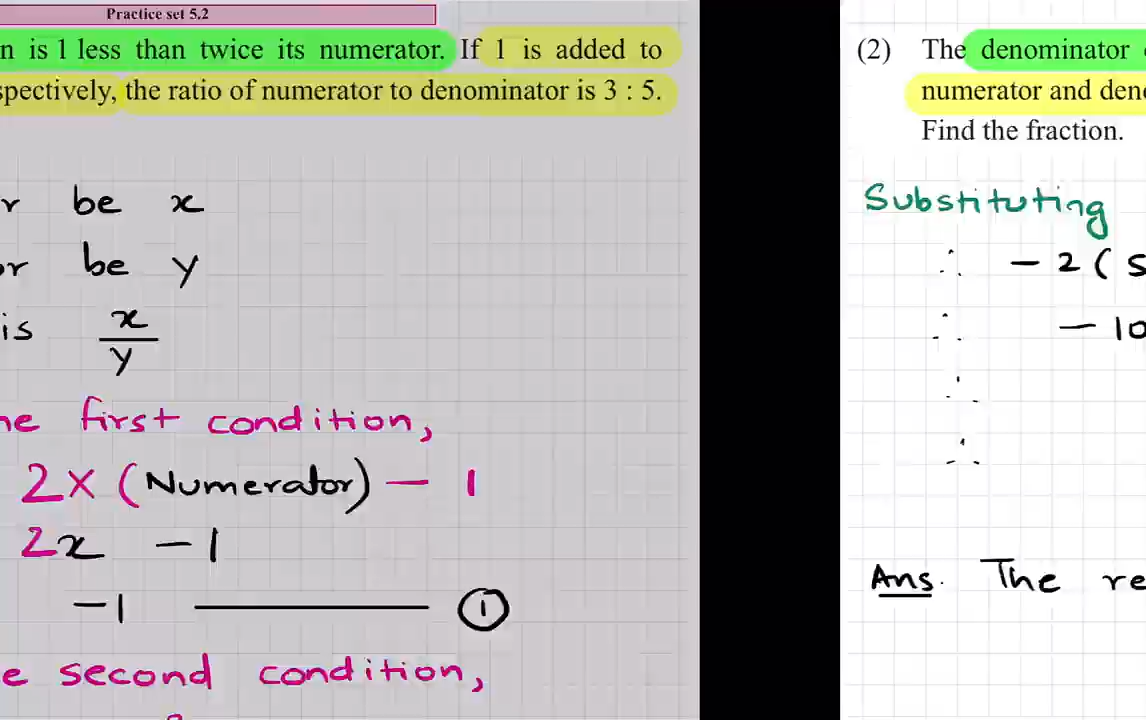 Practice set 5.2
n is 1 less than twice its numerator. If 1 is added to
spectively, the ratio of numerator to denominator is 3 : 5.
r be x
or be y
is x/y
he first condition,
2 × (Numerator) − 1
2x − 1
−1 ①
e second condition,
(2) The denominator
numerator and deno
Find the fraction.
Substituting
∴ − 2 ( 5
∴ − 10
∴
∴
Ans. The re